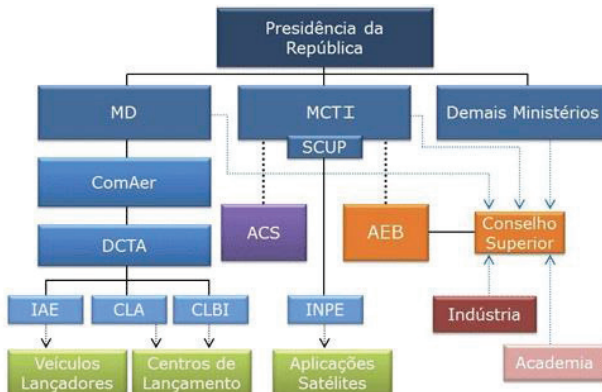 Presidência da
República
MD
MCTI
Demais Ministérios
SCUP
ComAer
ACS
AEB
Conselho
Superior
DCTA
IAE
CLA
CLBI
INPE
Indústria
Veículos
Lançadores
Centros de
Lançamento
Aplicações
Satélites
Academia